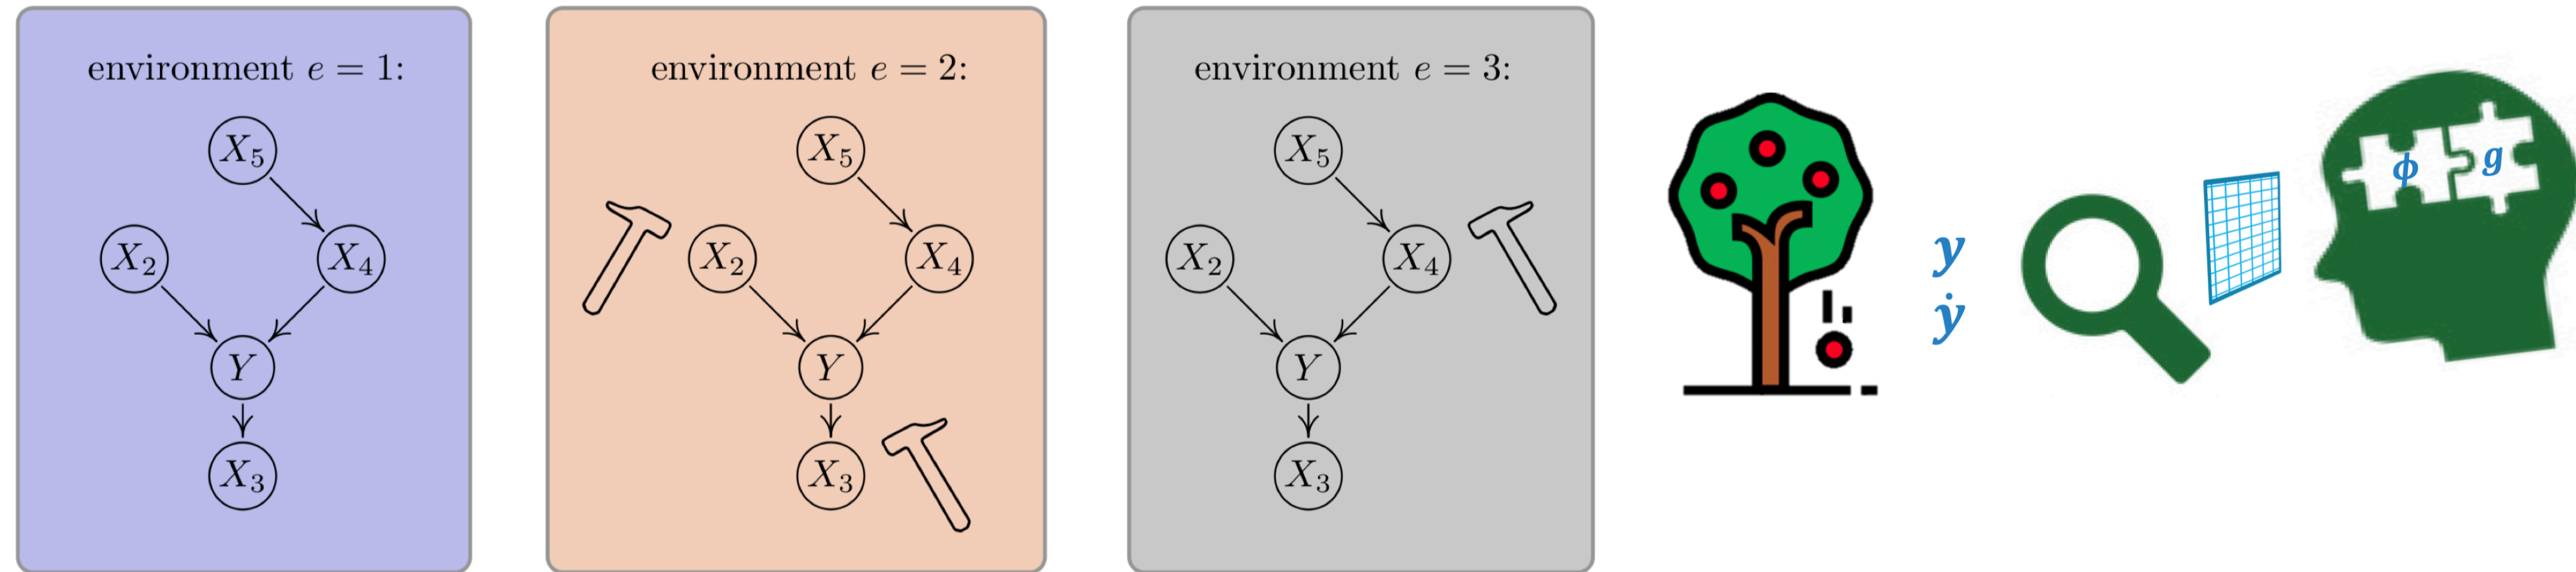 environment e = 1:
X₅
X₂ X₄
Y
X₃
environment e = 2:
X₅
X₂ X₄
Y
X₃
environment e = 3:
X₅
X₂ X₄
Y
X₃
y
ẏ
ϕ g